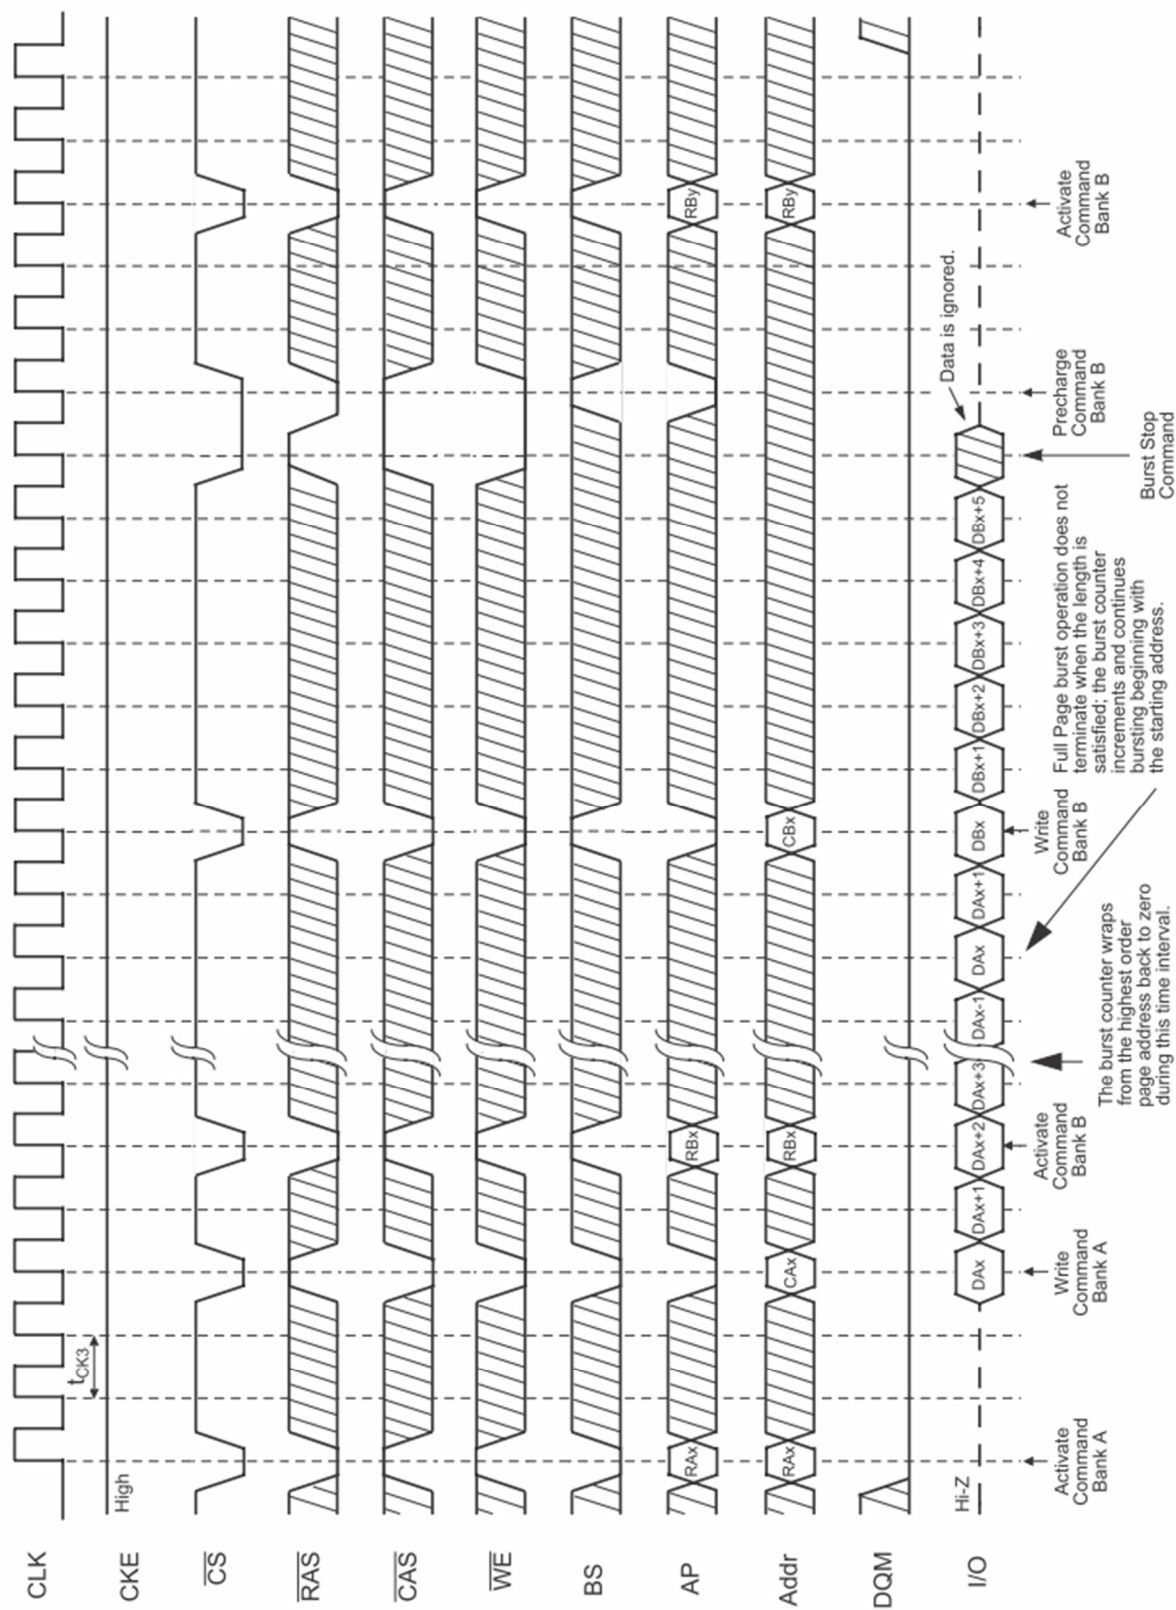 CLK
CKE
High
tCK3
CS
RAS
CAS
WE
BS
AP
RAx
RBx
RBy
Addr
RAx
CAx
RBx
CBx
RBy
DQM
I/O
Hi-Z
DAx
DAx+1
DAx+2
DAx+3
DAx-1
DAx
DAx+1
DBx
DBx+1
DBx+2
DBx+3
DBx+4
DBx+5
Data is ignored.
Activate
Command
Bank A
Write
Command
Bank A
Activate
Command
Bank B
The burst counter wraps
from the highest order
page address back to zero
during this time interval.
Write
Command
Bank B
Full Page burst operation does not
terminate when the length is
satisfied; the burst counter
increments and continues
bursting beginning with
the starting address.
Burst Stop
Command
Precharge
Command
Bank B
Activate
Command
Bank B